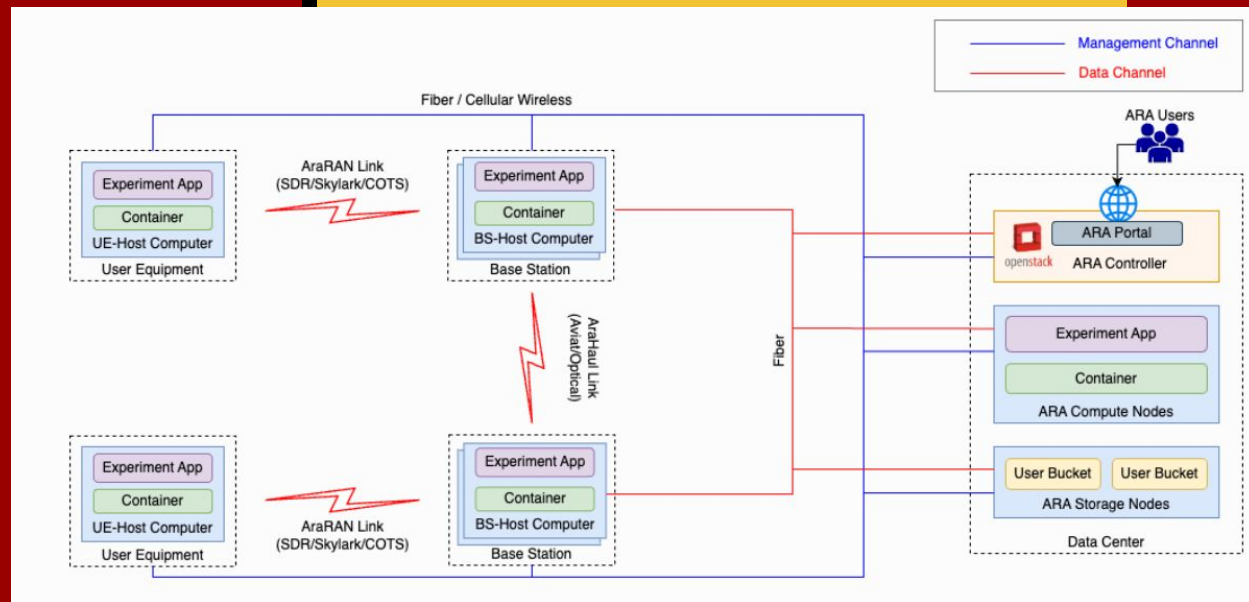 Management Channel
Data Channel
Fiber / Cellular Wireless
ARA Users
AraRAN Link
(SDR/Skylark/COTS)
Experiment App
Container
UE-Host Computer
User Equipment
Experiment App
Container
BS-Host Computer
Base Station
openstack
ARA Portal
ARA Controller
AraHaul Link
(Aviat/Optical)
Fiber
Experiment App
Container
ARA Compute Nodes
Experiment App
Container
UE-Host Computer
User Equipment
AraRAN Link
(SDR/Skylark/COTS)
Experiment App
Container
BS-Host Computer
Base Station
User Bucket
User Bucket
ARA Storage Nodes
Data Center